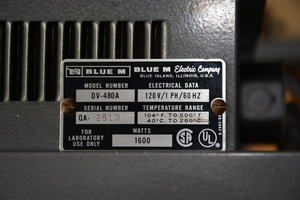 BLUE M BLUE M Electric Company
BLUE ISLAND, ILLINOIS, U.S.A.
MODEL NUMBER ELECTRICAL DATA
OV-480A 120V/1 PH/60 HZ
SERIAL NUMBER TEMPERATURE RANGE
QA- 2813 104°F. TO 500°F.
40°C. TO 260°C.
FOR LABORATORY USE ONLY
WATTS
1600
SA
UL